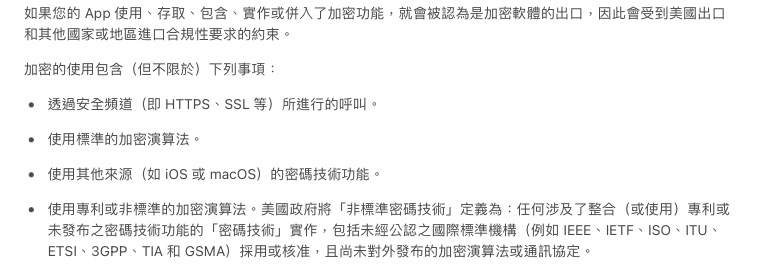 如果您的 App 使用、存取、包含、實作或併入了加密功能，就會被認為是加密軟體的出口，因此會受到美國出口
和其他國家或地區進口合規性要求的約束。
加密的使用包含（但不限於）下列事項：
• 透過安全頻道（即 HTTPS、SSL 等）所進行的呼叫。
• 使用標準的加密演算法。
• 使用其他來源（如 iOS 或 macOS）的密碼技術功能。
• 使用專利或非標準的加密演算法。美國政府將「非標準密碼技術」定義為：任何涉及了整合（或使用）專利或
未發布之密碼技術功能的「密碼技術」實作，包括未經公認之國際標準機構（例如 IEEE、IETF、ISO、ITU、
ETSI、3GPP、TIA 和 GSMA）採用或核准，且尚未對外發布的加密演算法或通訊協定。